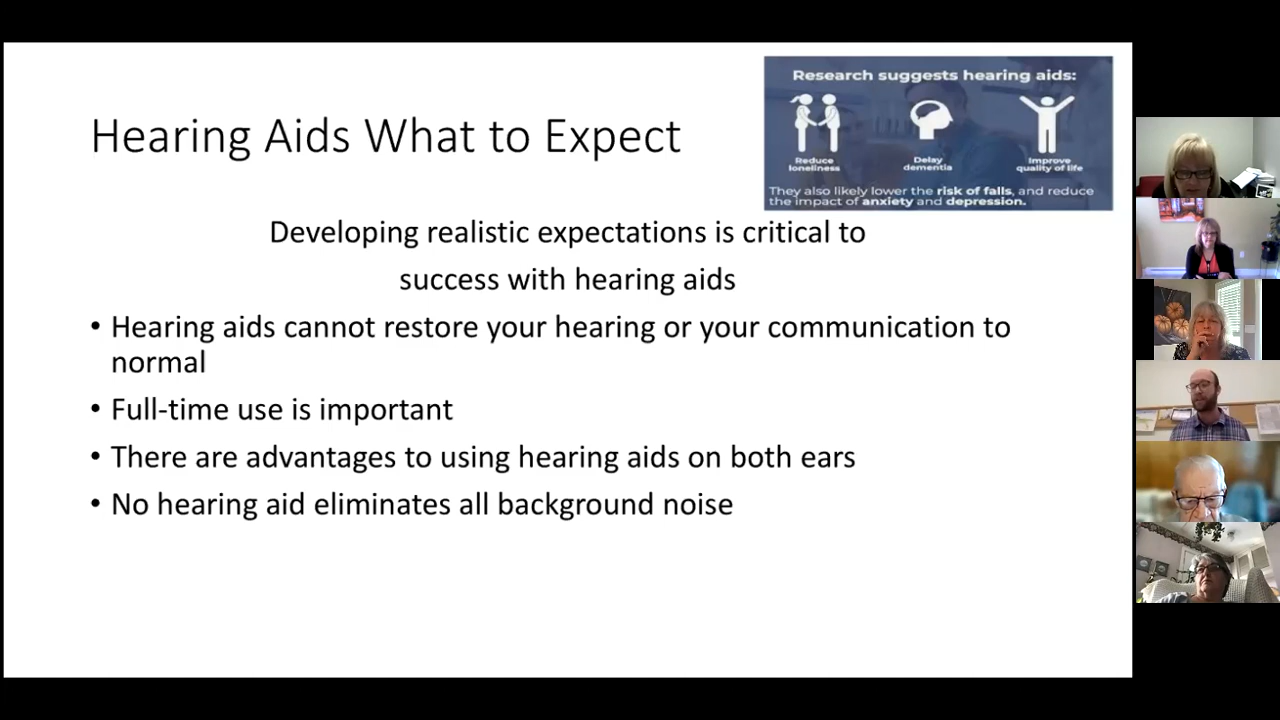 Hearing Aids What to Expect
Research suggests hearing aids:
Reduce
loneliness
Delay
dementia
Improve
quality of life
They also likely lower the risk of falls, and reduce
the impact of anxiety and depression.
Developing realistic expectations is critical to
success with hearing aids
• Hearing aids cannot restore your hearing or your communication to
normal
• Full-time use is important
• There are advantages to using hearing aids on both ears
• No hearing aid eliminates all background noise